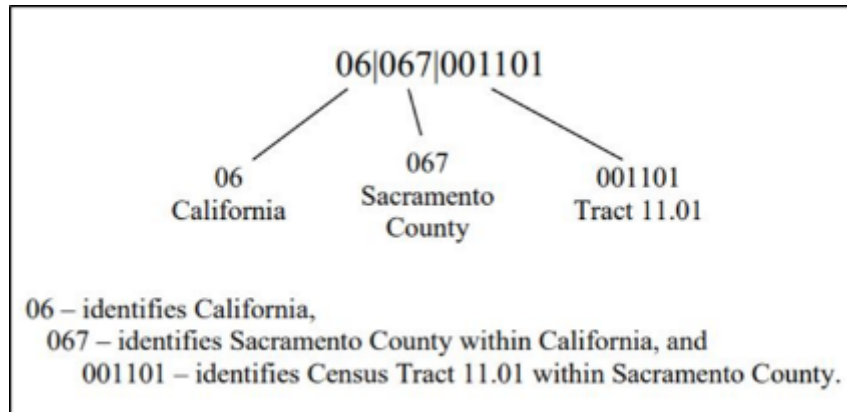 06|067|001101
06
California
067
Sacramento
County
001101
Tract 11.01
06 – identifies California,
067 – identifies Sacramento County within California, and
001101 – identifies Census Tract 11.01 within Sacramento County.